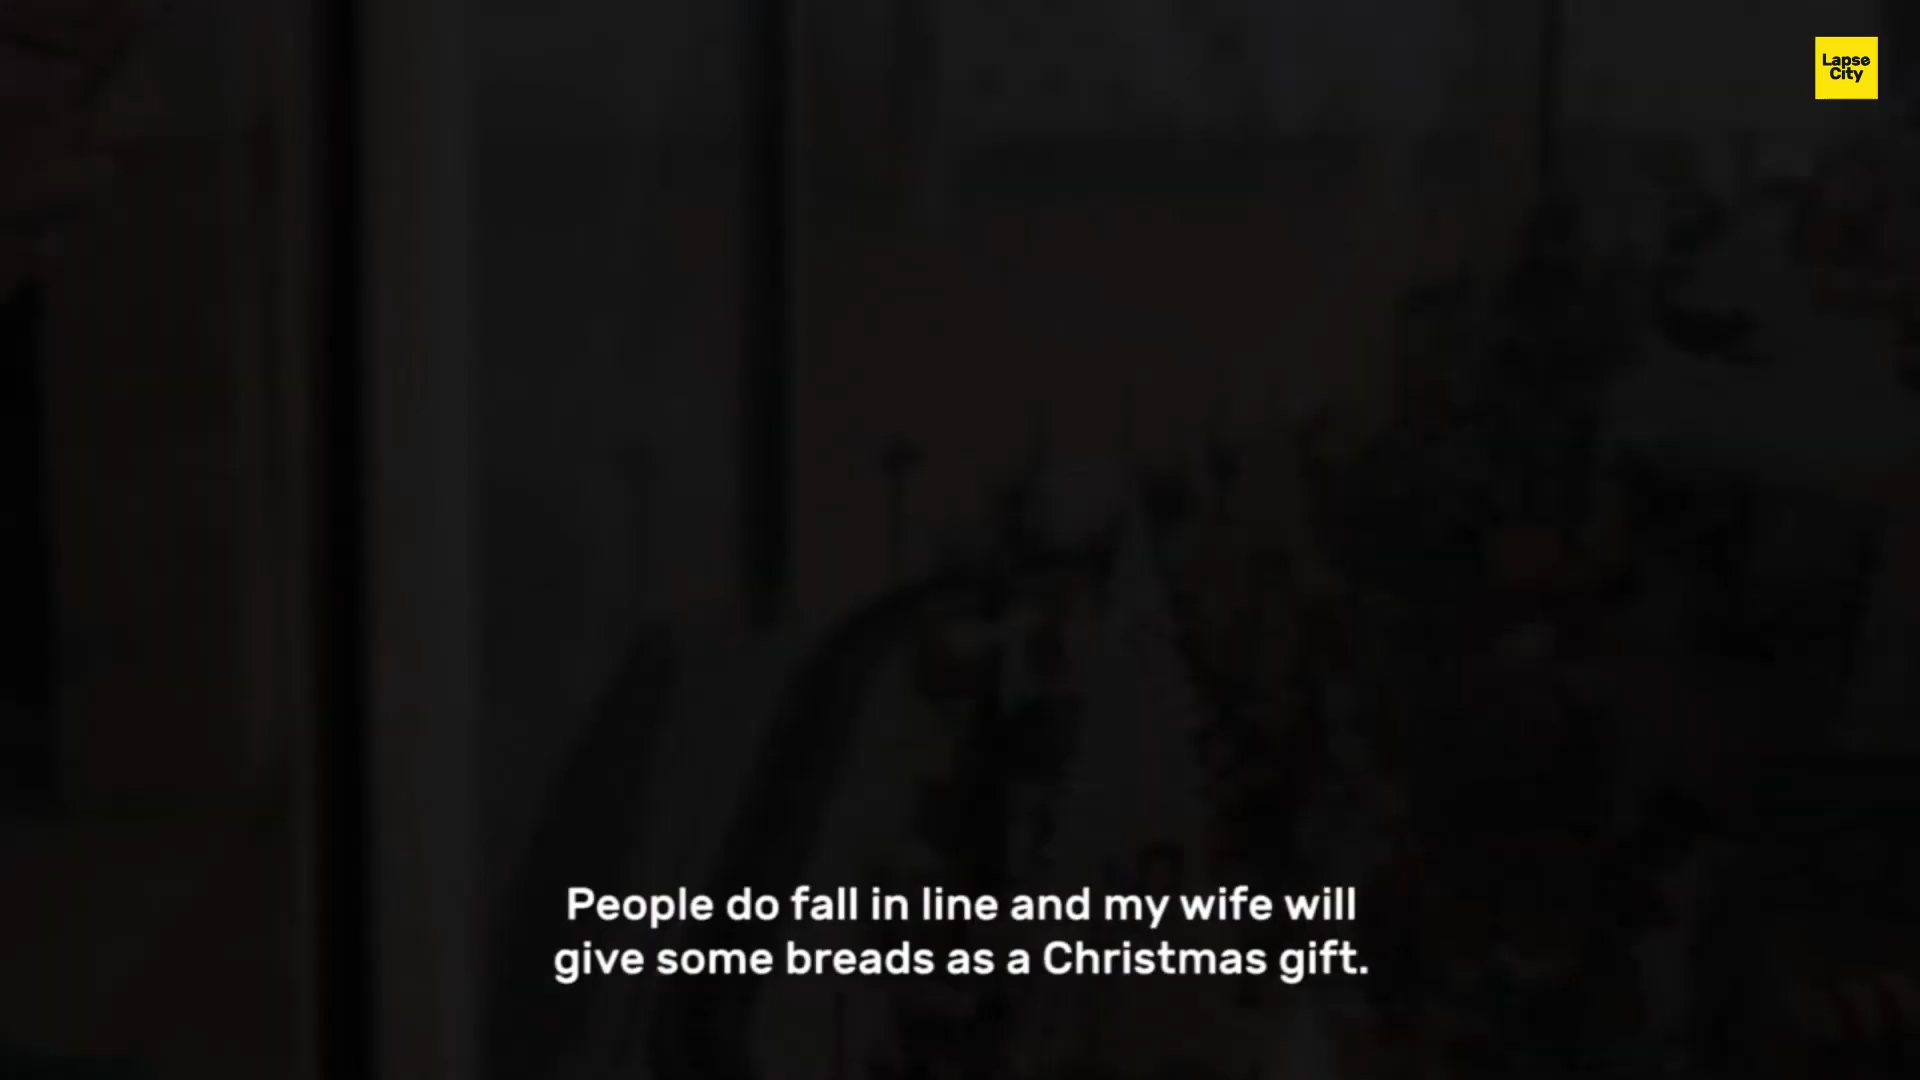 Lapse
City
People do fall in line and my wife will
give some breads as a Christmas gift.